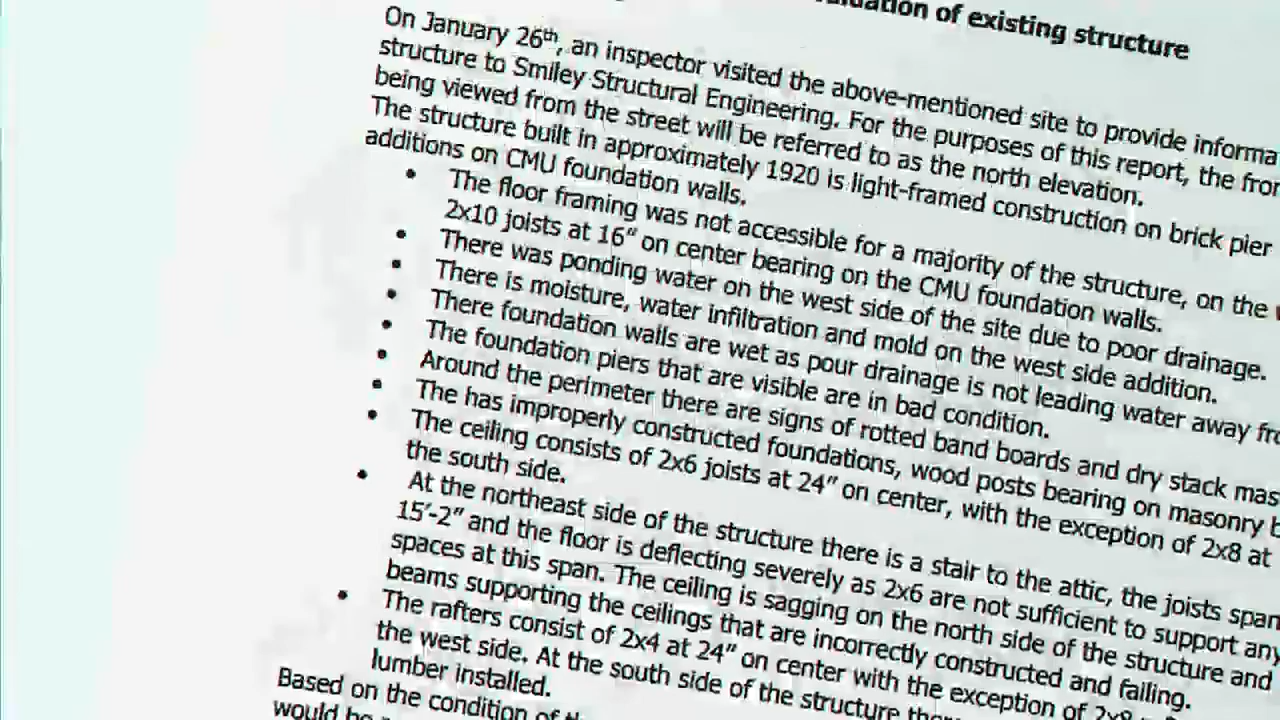 of existing structure
On January 26th, an inspector visited the above-mentioned site to provide informa
structure to Smiley Structural Engineering. For the purposes of this report, the fron
being viewed from the street will be referred to as the north elevation.
The structure built in approximately 1920 is light-framed construction on brick pier
additions on CMU foundation walls.
• The floor framing was not accessible for a majority of the structure, on the
2x10 joists at 16" on center bearing on the CMU foundation walls.
• There was ponding water on the west side of the site due to poor drainage.
• There is moisture, water infiltration and mold on the west side addition.
• There foundation walls are wet as pour drainage is not leading water away fro
• The foundation piers that are visible are in bad condition.
• Around the perimeter there are signs of rotted band boards and dry stack mas
• The has improperly constructed foundations, wood posts bearing on masonry b
• The ceiling consists of 2x6 joists at 24" on center, with the exception of 2x8 at
the south side.
• At the northeast side of the structure there is a stair to the attic, the joists span
15'-2" and the floor is deflecting severely as 2x6 are not sufficient to support any
spaces at this span. The ceiling is sagging on the north side of the structure and
beams supporting the ceilings that are incorrectly constructed and failing.
• The rafters consist of 2x4 at 24" on center with the exception of 2x8
the west side. At the south side of the structure
lumber installed.
Based on the condition of
would be